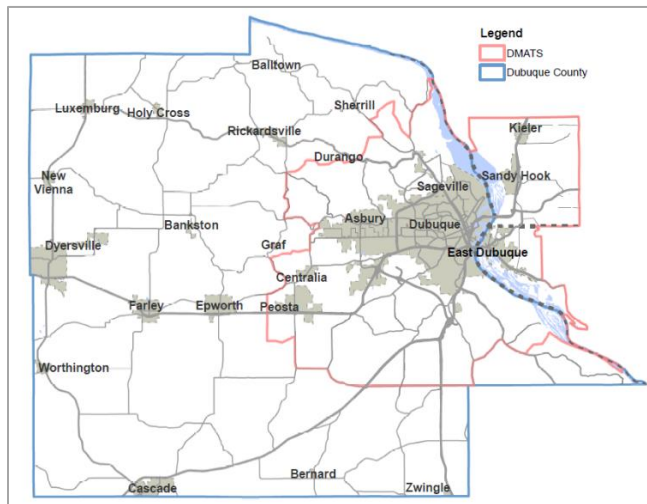 Legend
DMATS
Dubuque County
Balltown
Luxemburg
Holy Cross
Sherrill
Rickardsville
Kieler
Durango
New
Vienna
Sageville
Sandy Hook
Asbury
Bankston
Dubuque
Dyersville
Graf
East Dubuque
Centralia
Farley
Epworth
Peosta
Worthington
Bernard
Cascade
Zwingle